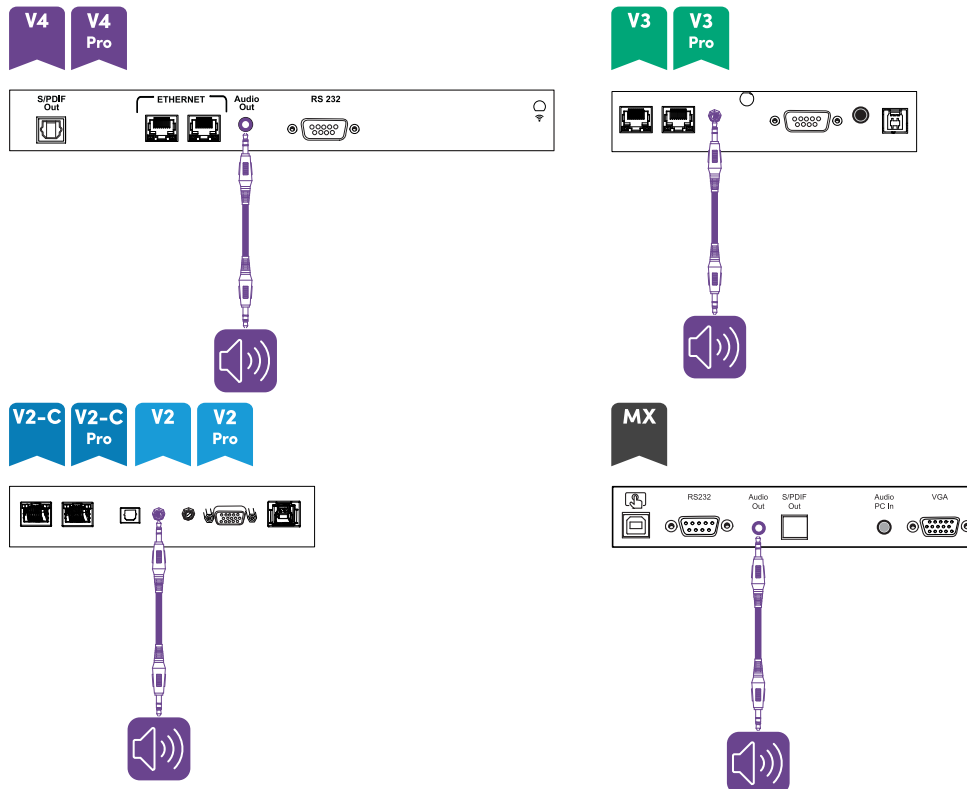 V4
V4
Pro
S/PDIF
Out
ETHERNET
Audio
Out
RS 232
V3
V3
Pro
V2-C
V2-C
Pro
V2
V2
Pro
MX
RS232
Audio
Out
S/PDIF
Out
Audio
PC In
VGA